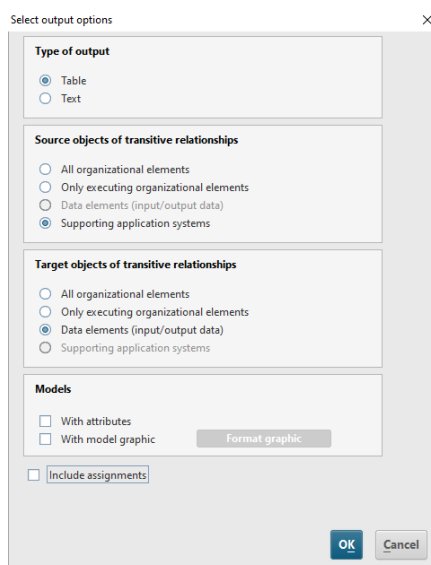 Select output options
Type of output
Table
Text
Source objects of transitive relationships
All organizational elements
Only executing organizational elements
Data elements (input/output data)
Supporting application systems
Target objects of transitive relationships
All organizational elements
Only executing organizational elements
Data elements (input/output data)
Supporting application systems
Models
With attributes
With model graphic Format graphic
Include assignments
OK Cancel